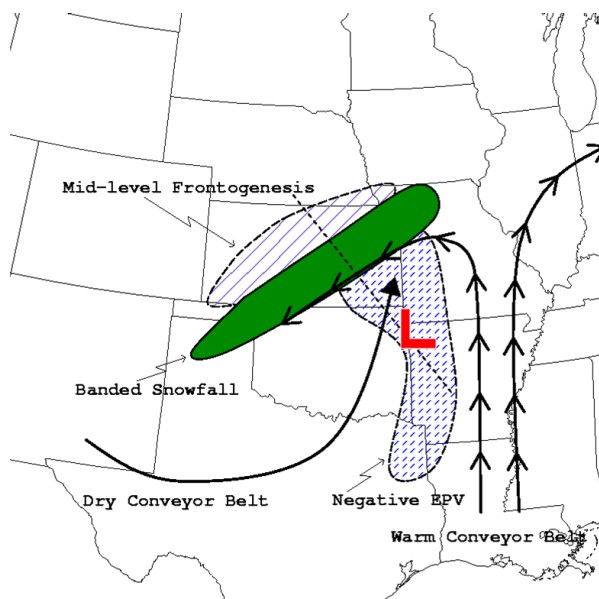 Mid-level Frontogenesis
L
Banded Snowfall
Dry Conveyor Belt
Negative EPV
Warm Conveyor Belt